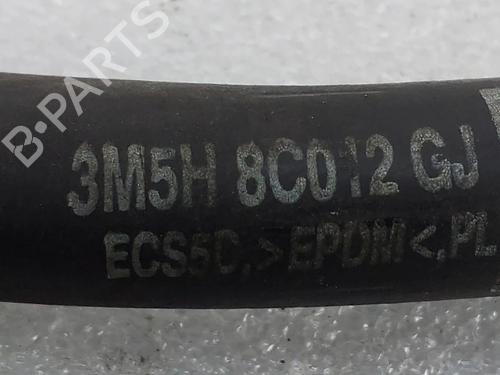 B·PARTS
3M5H 8C012 GJ
ECS5C,>EPDM<,PL